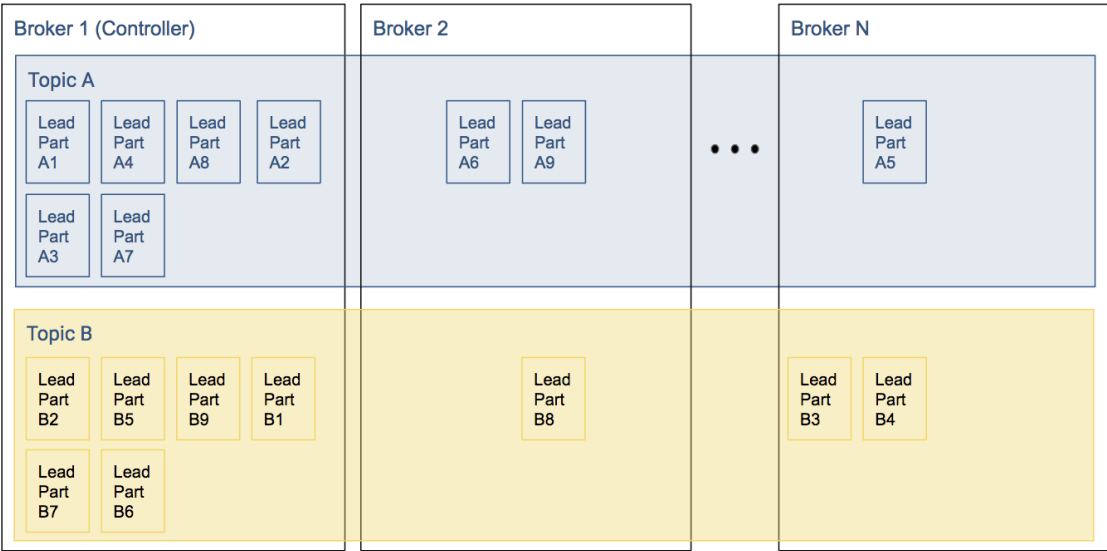 Broker 1 (Controller)
Broker 2
Broker N
Topic A
Lead
Part
A1
Lead
Part
A4
Lead
Part
A8
Lead
Part
A2
Lead
Part
A6
Lead
Part
A9
Lead
Part
A5
Lead
Part
A3
Lead
Part
A7
Topic B
Lead
Part
B2
Lead
Part
B5
Lead
Part
B9
Lead
Part
B1
Lead
Part
B8
Lead
Part
B3
Lead
Part
B4
Lead
Part
B7
Lead
Part
B6